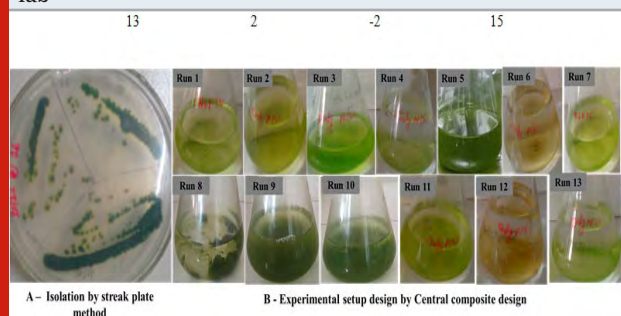 13 2 -2 15
Run 1 Run 2 Run 3 Run 4 Run 5 Run 6 Run 7
Run 8 Run 9 Run 10 Run 11 Run 12 Run 13
A – Isolation by streak plate
method
B - Experimental setup design by Central composite design